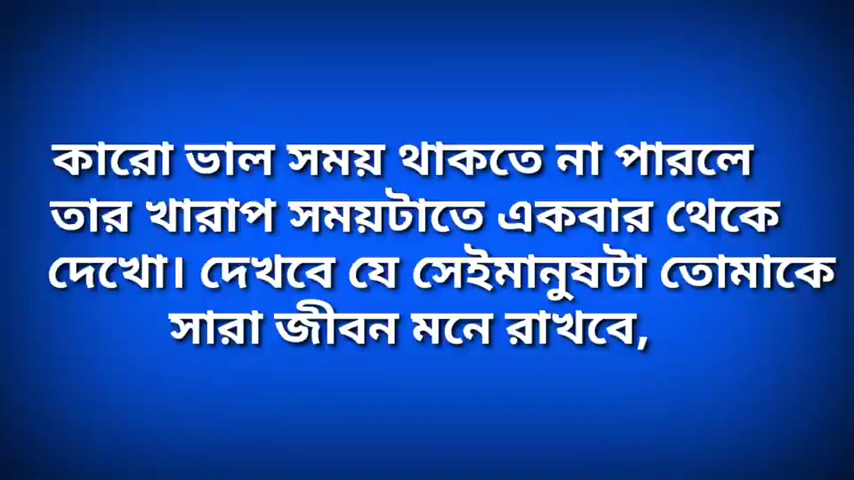 কারো ভাল সময় থাকতে না পারলে
তার খারাপ সময়টাতে একবার থেকে
দেখো। দেখবে যে সেইমানুষটা তোমাকে
সারা জীবন মনে রাখবে,